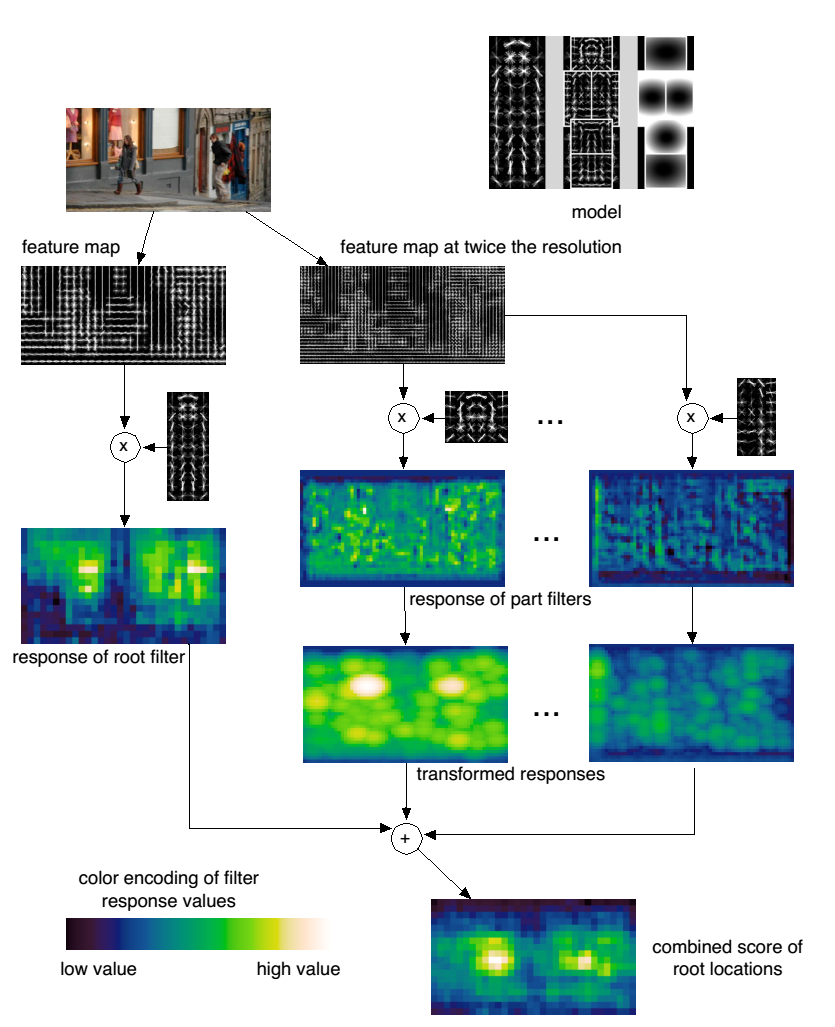 model
feature map
feature map at twice the resolution
x
x
...
x
...
response of part filters
response of root filter
...
transformed responses
+
color encoding of filter
response values
low value
high value
combined score of
root locations